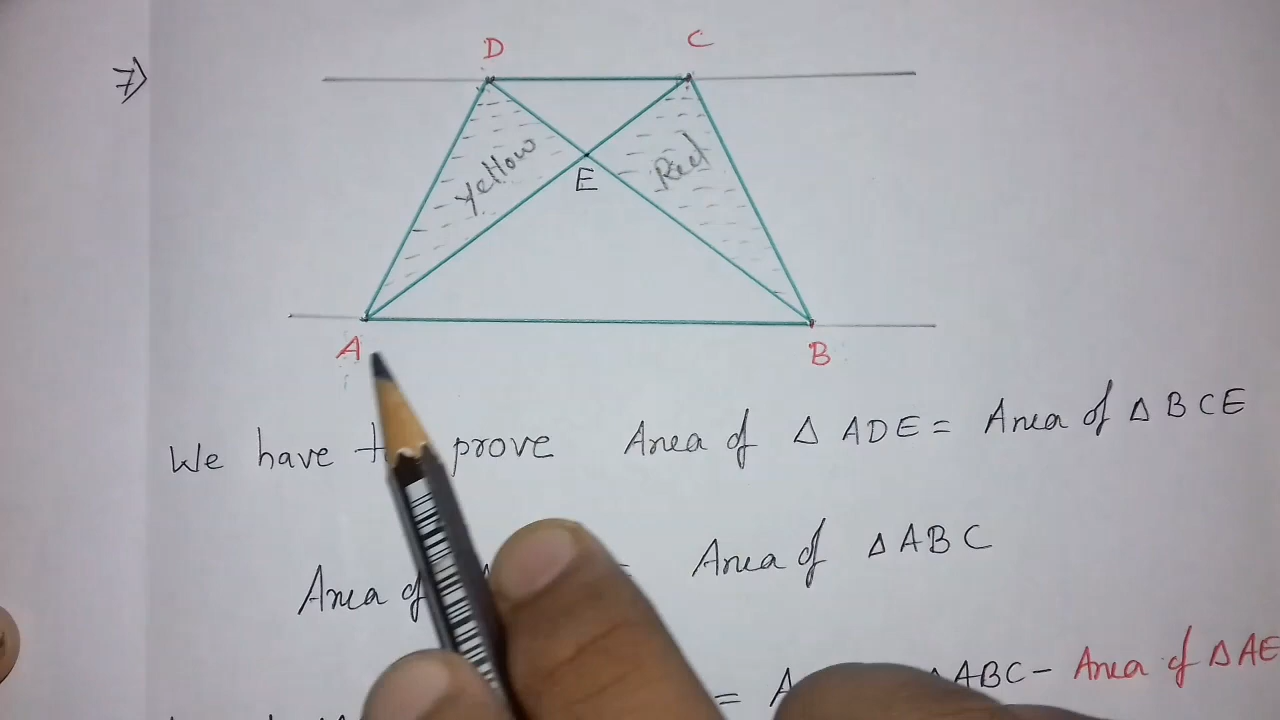 7)
D C
Yellow Red
E
A B
We have prove Area of △ ADE = Area of △ BCE
Area of = Area of △ ABC
= △ABC - Area of △AE